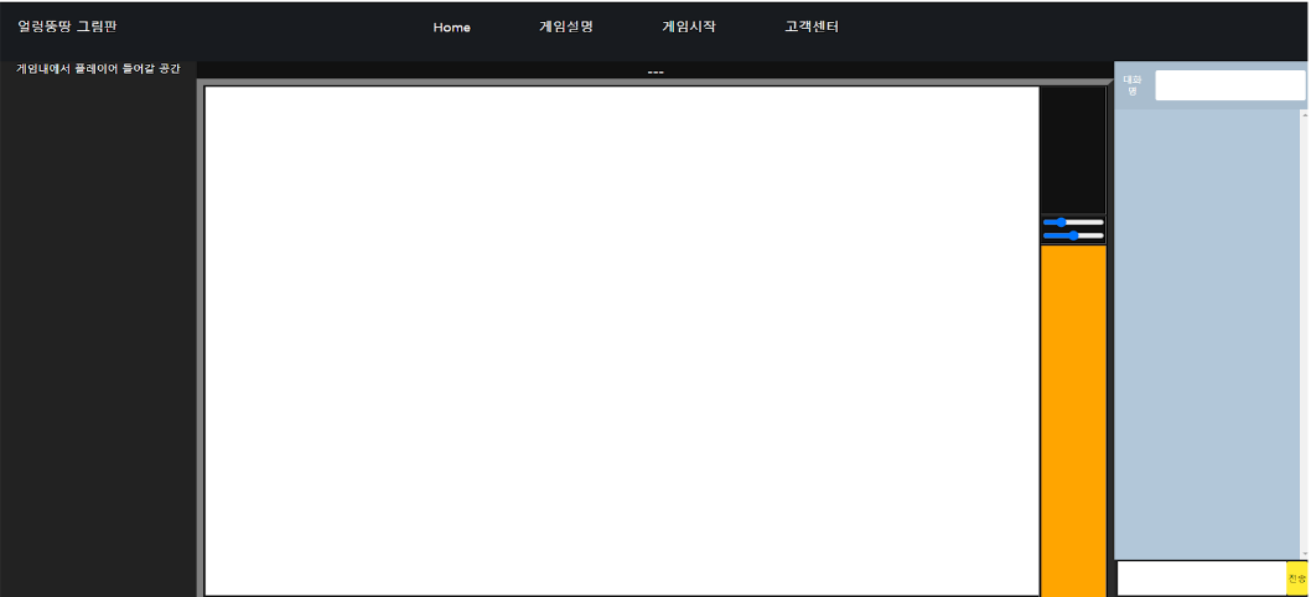 얼렁뚱땅 그림판
Home
게임설명
게임시작
고객센터
게임내에서 플레이어 들어갈 공간
---
대화
명
전송